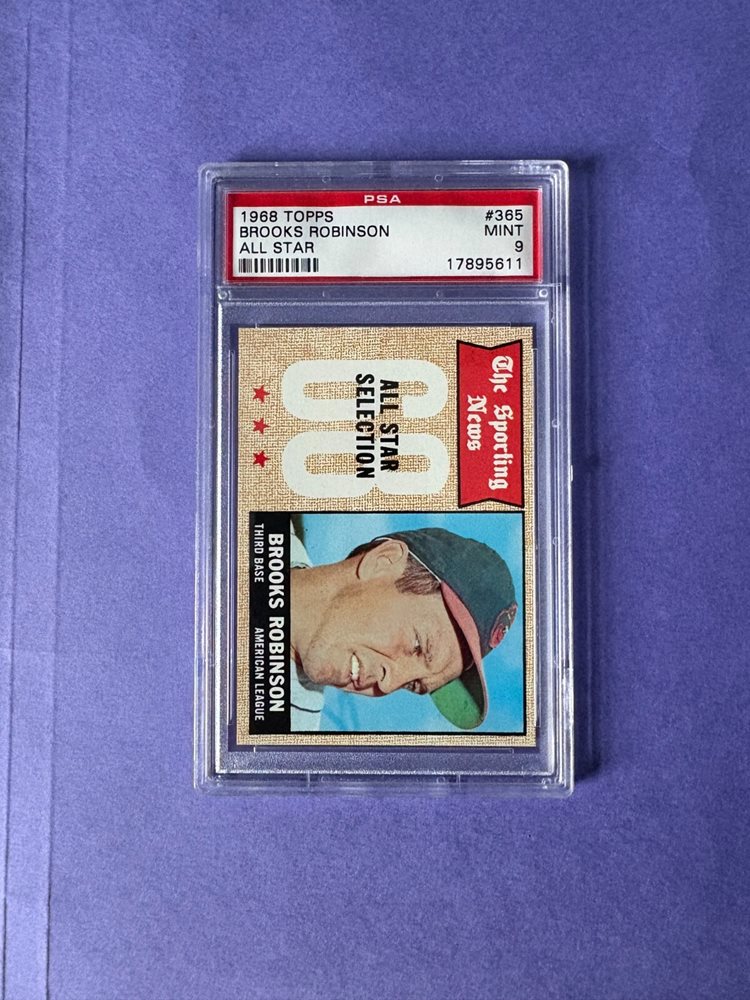 PSA
1968 TOPPS #365
BROOKS ROBINSON MINT
ALL STAR 9
17895611
The Sporting
News
68
ALL STAR
SELECTION
BROOKS ROBINSON
THIRD BASE AMERICAN LEAGUE